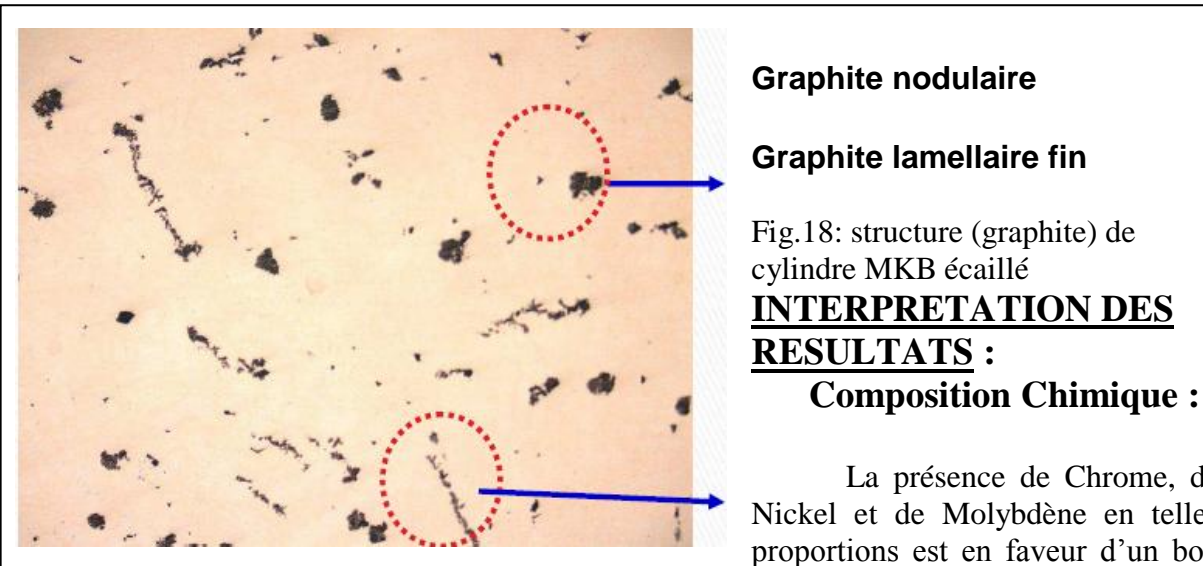 Graphite nodulaire
Graphite lamellaire fin
Fig.18: structure (graphite) de
cylindre MKB écaillé
INTERPRETATION DES
RESULTATS :
Composition Chimique :
La présence de Chrome, d
Nickel et de Molybdène en telle
proportions est en faveur d’un bo